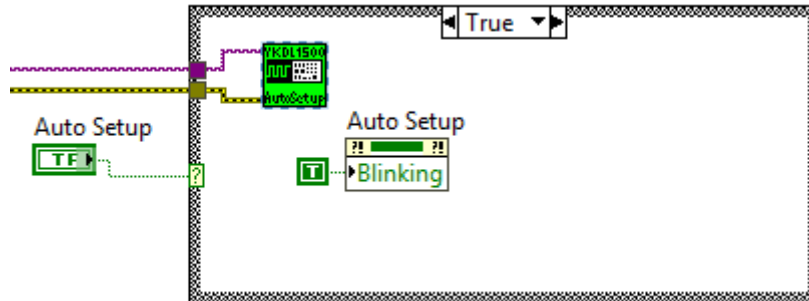 True
YKDL1500
AutoSetup
Auto Setup
TF
?
Auto Setup
?! ?!
T
Blinking